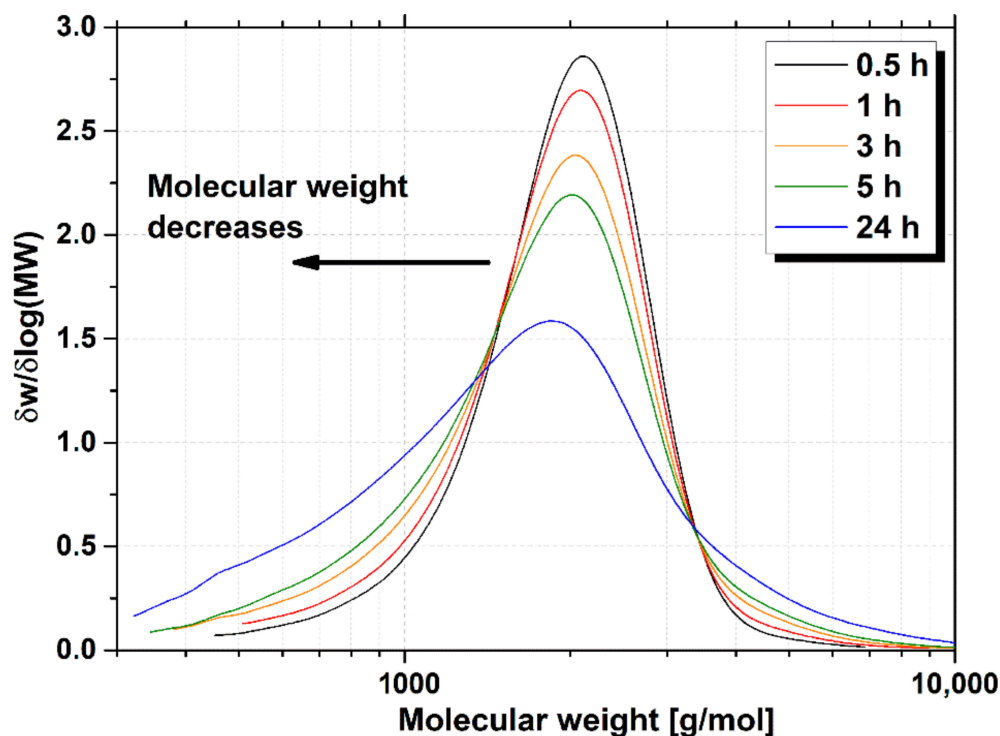 3.0
2.5
2.0
1.5
1.0
0.5
0.0
δw/δlog(MW)
Molecular weight
decreases
0.5 h
1 h
3 h
5 h
24 h
1000
10,000
Molecular weight [g/mol]